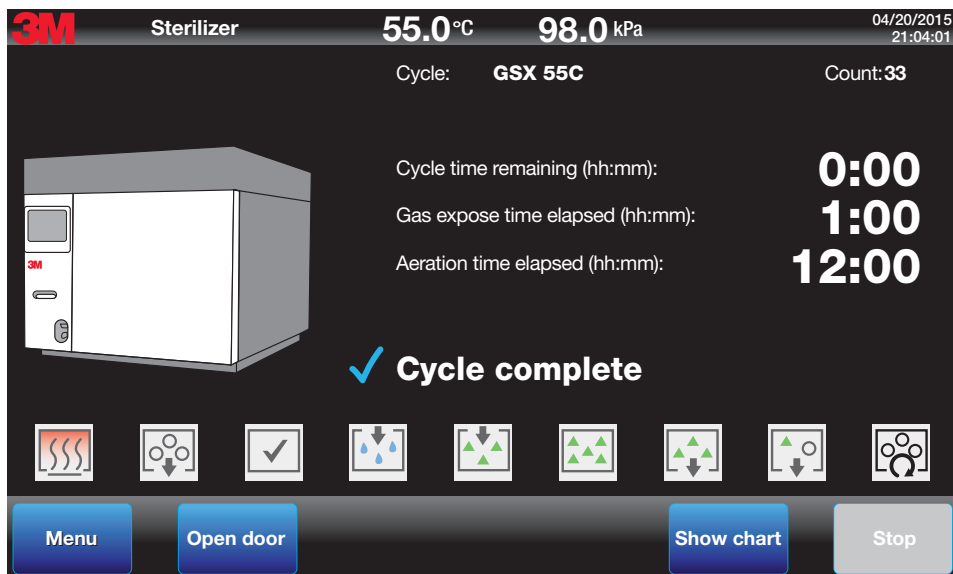 3M Sterilizer 55.0°C 98.0 kPa 04/20/2015
21:04:01
Cycle: GSX 55C Count:33
Cycle time remaining (hh:mm): 0:00
Gas expose time elapsed (hh:mm): 1:00
Aeration time elapsed (hh:mm): 12:00
3M
Cycle complete
Menu Open door Show chart Stop